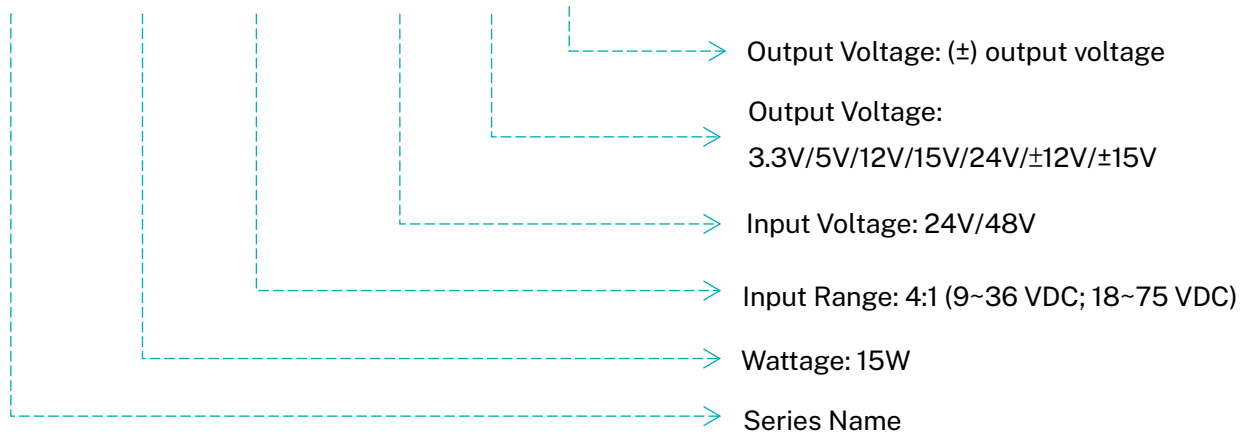 Output Voltage: (±) output voltage
Output Voltage:
3.3V/5V/12V/15V/24V/±12V/±15V
Input Voltage: 24V/48V
Input Range: 4:1 (9~36 VDC; 18~75 VDC)
Wattage: 15W
Series Name